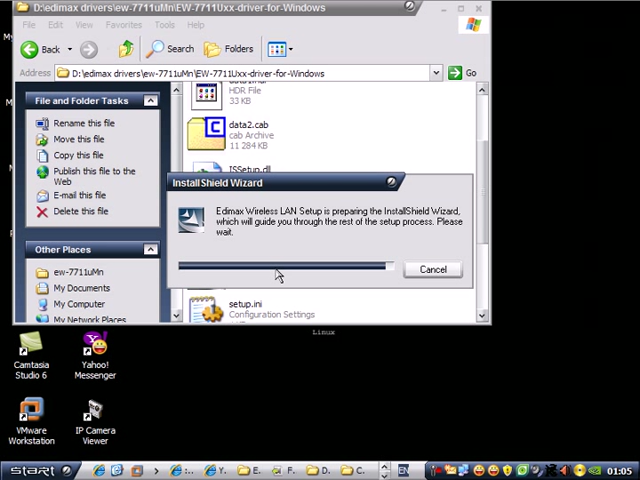 D:\edimax drivers\ew-7711uMn\EW-7711Uxx-driver-for-Windows
File Edit View Favorites Tools Help
Back Search Folders
Address D:\edimax drivers\ew-7711uMn\EW-7711Uxx-driver-for-Windows Go
File and Folder Tasks
Rename this file
Move this file
Copy this file
Publish this file to the
Web
E-mail this file
Delete this file
Other Places
ew-7711uMn
My Documents
My Computer
My Network Places
HDR File
33 KB
data2.cab
cab Archive
11 284 KB
ISSetup.dll
InstallShield Wizard
Edimax Wireless LAN Setup is preparing the InstallShield Wizard,
which will guide you through the rest of the setup process. Please
wait.
Cancel
setup.ini
Configuration Settings
Linux
Camtasia
Studio 6
Yahoo!
Messenger
VMware
Workstation
IP Camera
Viewer
start
E.
F.
D.
C.
EN
01:05